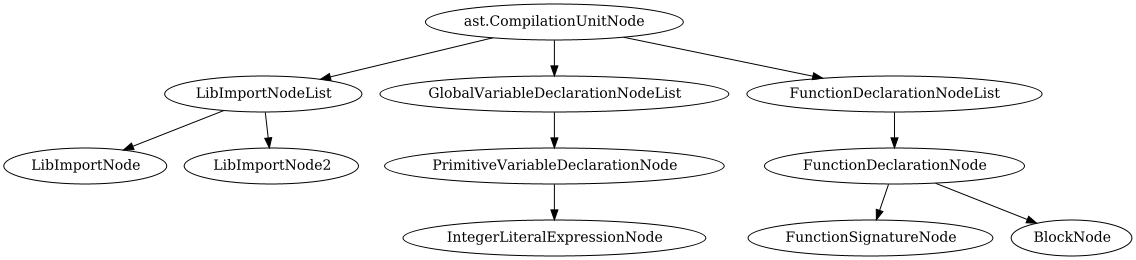 ast.CompilationUnitNode
LibImportNodeList
GlobalVariableDeclarationNodeList
FunctionDeclarationNodeList
LibImportNode
LibImportNode2
PrimitiveVariableDeclarationNode
FunctionDeclarationNode
IntegerLiteralExpressionNode
FunctionSignatureNode
BlockNode